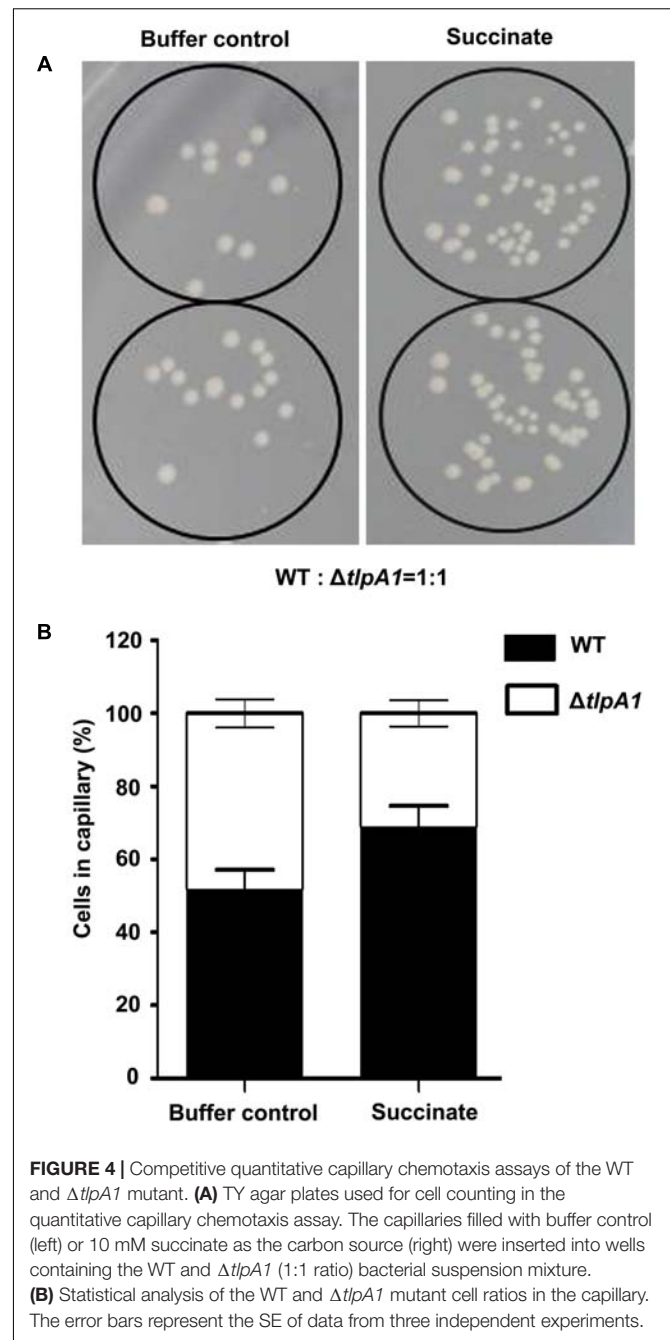 Buffer control Succinate
A
WT : ΔtlpA1=1:1
B
120
100
80
60
40
20
0
Cells in capillary (%)
WT
ΔtlpA1
Buffer control Succinate
FIGURE 4 | Competitive quantitative capillary chemotaxis assays of the WT
and ΔtlpA1 mutant. (A) TY agar plates used for cell counting in the
quantitative capillary chemotaxis assay. The capillaries filled with buffer control
(left) or 10 mM succinate as the carbon source (right) were inserted into wells
containing the WT and ΔtlpA1 (1:1 ratio) bacterial suspension mixture.
(B) Statistical analysis of the WT and ΔtlpA1 mutant cell ratios in the capillary.
The error bars represent the SE of data from three independent experiments.